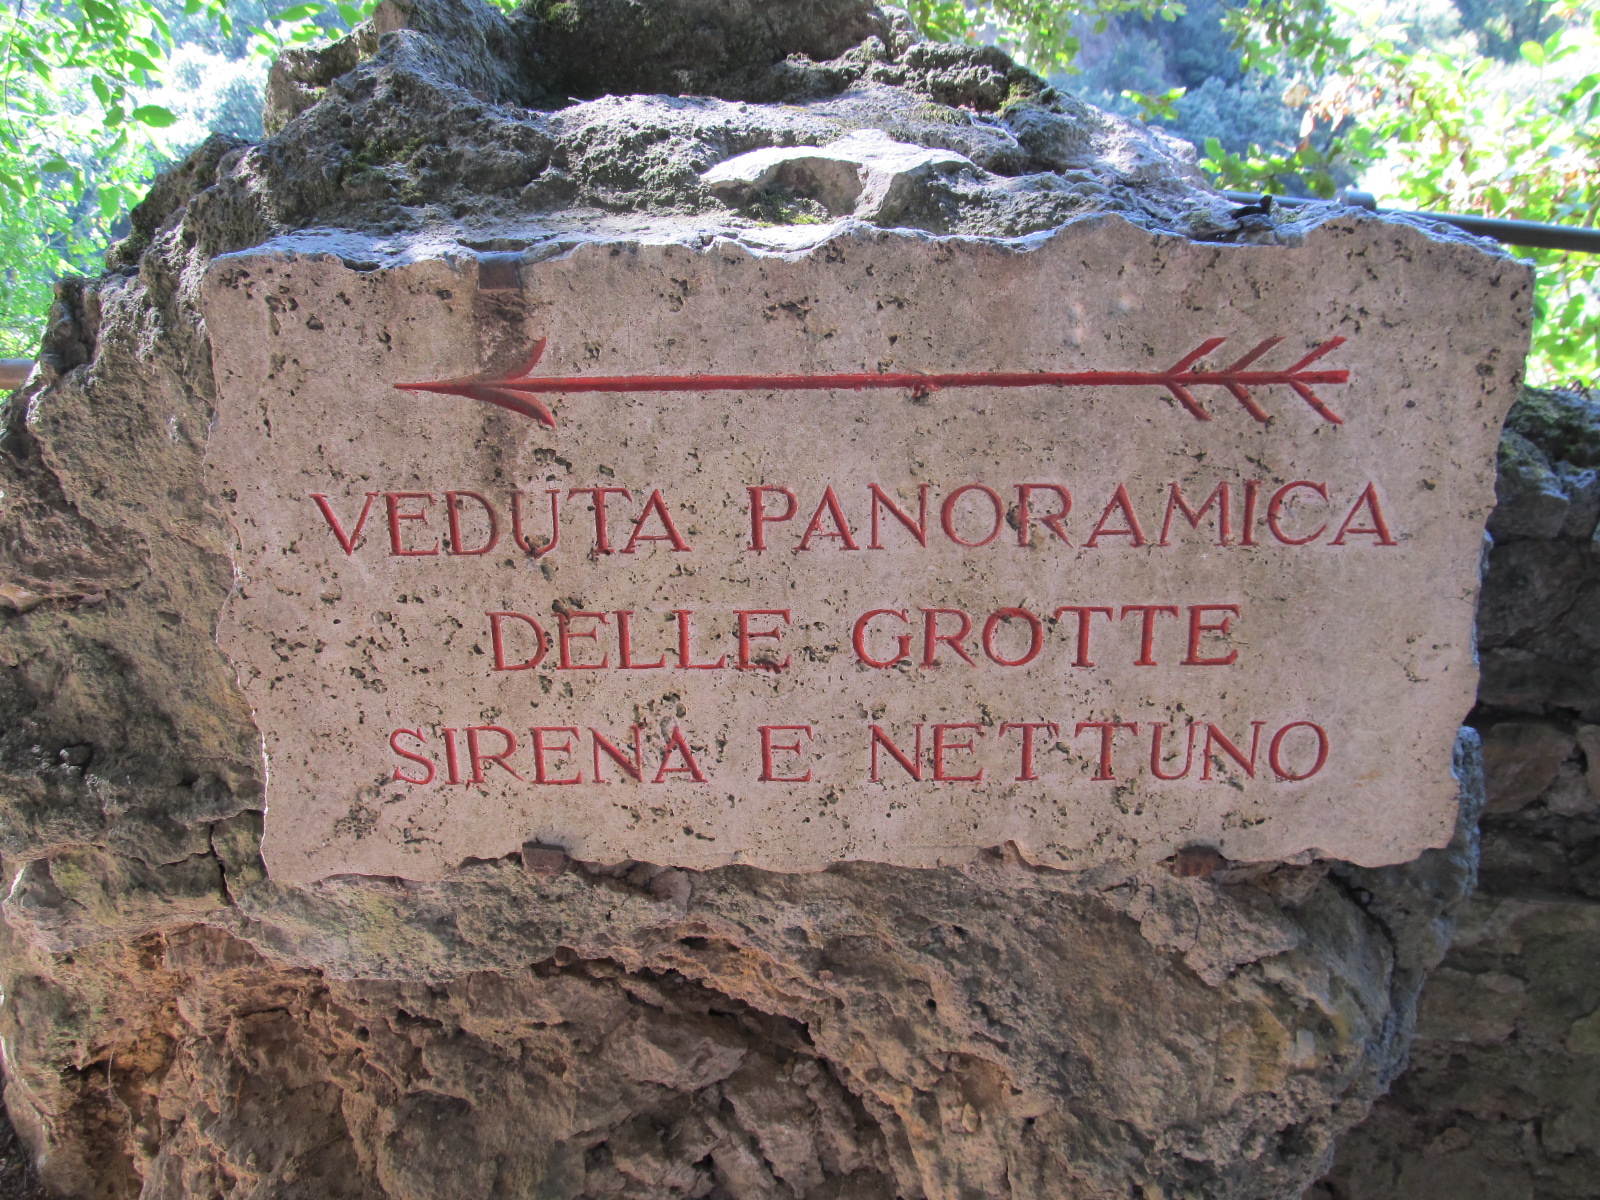 VEDUTA PANORAMICA
DELLE GROTTE
SIRENA E NETTUNO